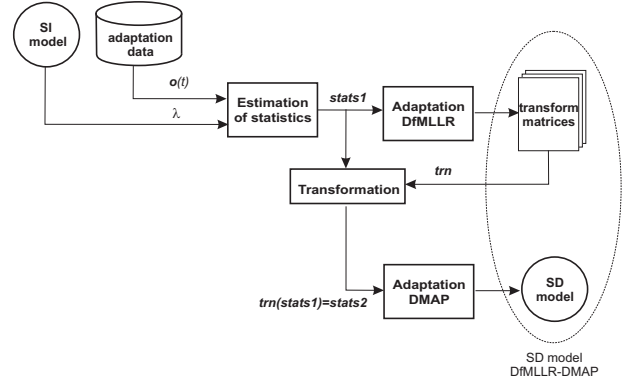 SI
model
adaptation
data
o(t)
λ
Estimation
of statistics
stats1
Adaptation
DfMLLR
transform
matrices
trn
Transformation
trn(stats1)=stats2
Adaptation
DMAP
SD
model
SD model
DfMLLR-DMAP